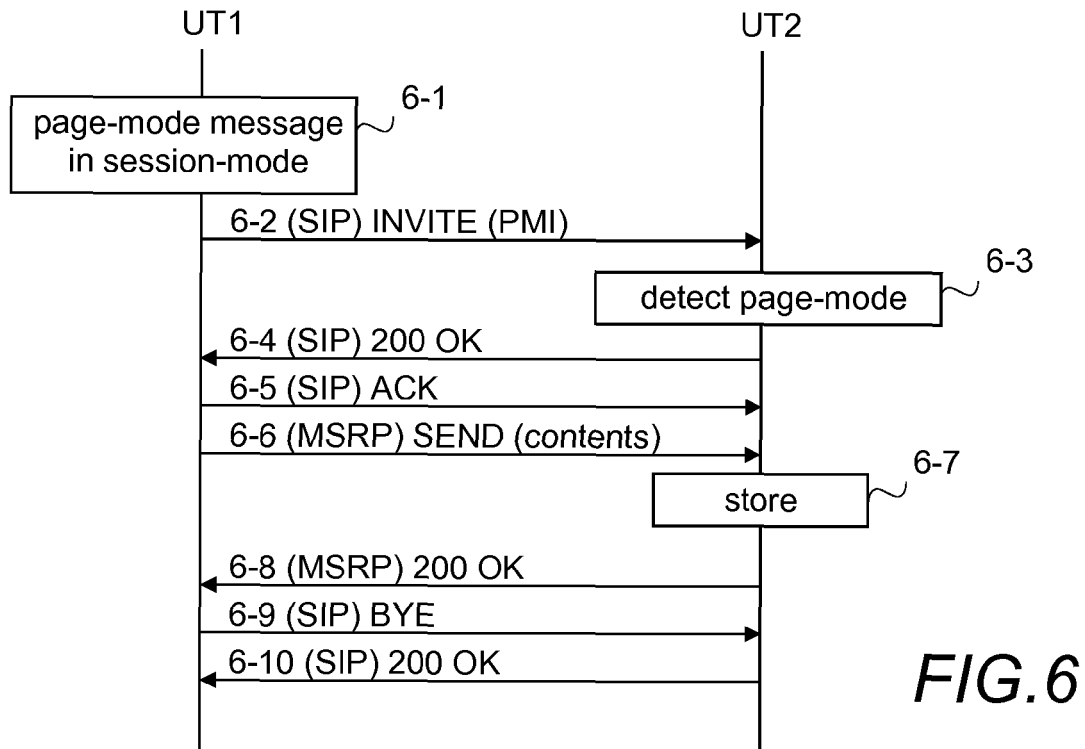 UT1
UT2
6-1
page-mode message
in session-mode
6-2 (SIP) INVITE (PMI)
6-3
detect page-mode
6-4 (SIP) 200 OK
6-5 (SIP) ACK
6-6 (MSRP) SEND (contents)
6-7
store
6-8 (MSRP) 200 OK
6-9 (SIP) BYE
6-10 (SIP) 200 OK
FIG.6